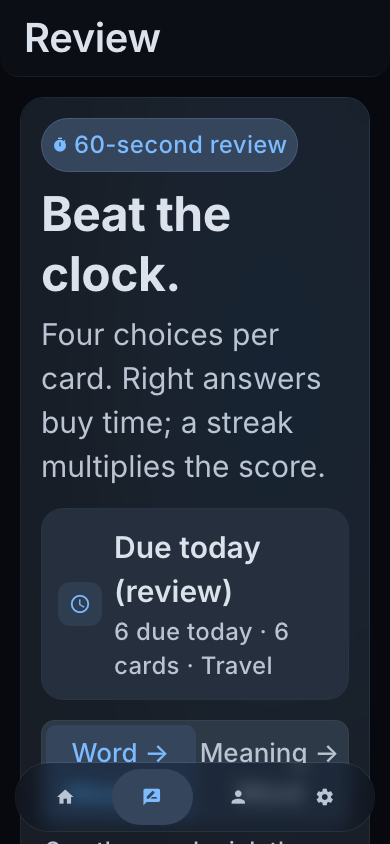 Review
60-second review
Beat the
clock.
Four choices per
card. Right answers
buy time; a streak
multiplies the score.
Due today
(review)
6 due today · 6
cards · Travel
Word → Meaning →